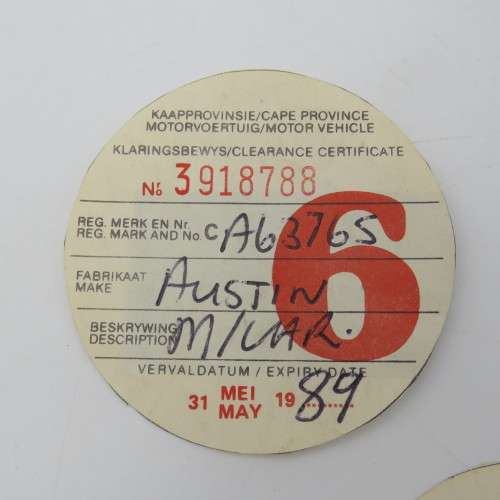 KAAPPROVINSIE/CAPE PROVINCE
MOTORVOERTUIG/MOTOR VEHICLE
KLARINGSBEWYS/CLEARANCE CERTIFICATE
No 3918788
6
REG. MERK EN Nr.
REG. MARK AND No. CA63765
FABRIKAAT
MAKE AUSTIN
BESKRYWING
DESCRIPTION M/CAR.
VERVALDATUM / EXPIRY DATE
31 MEI
MAY 1989